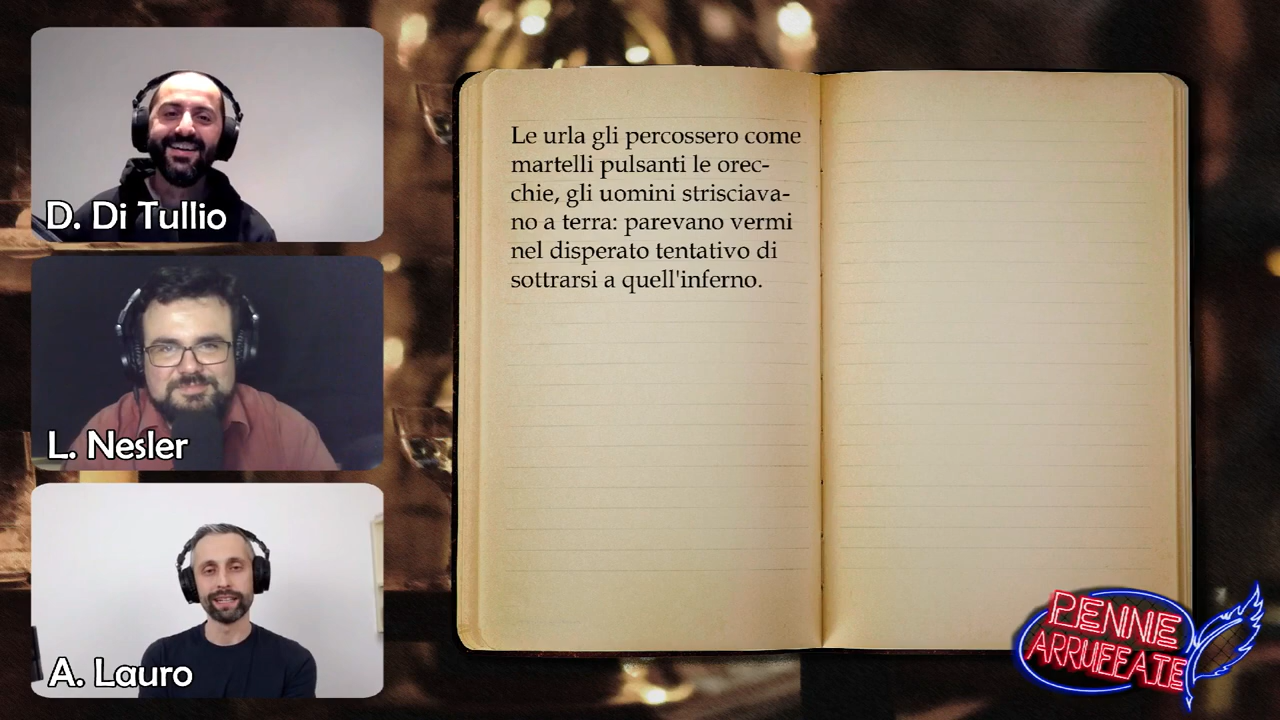 D. Di Tullio
L. Nesler
A. Lauro
Le urla gli percossero come
martelli pulsanti le orec-
chie, gli uomini strisciava-
no a terra: parevano vermi
nel disperato tentativo di
sottrarsi a quell'inferno.
PENNE
ARRUFFATE